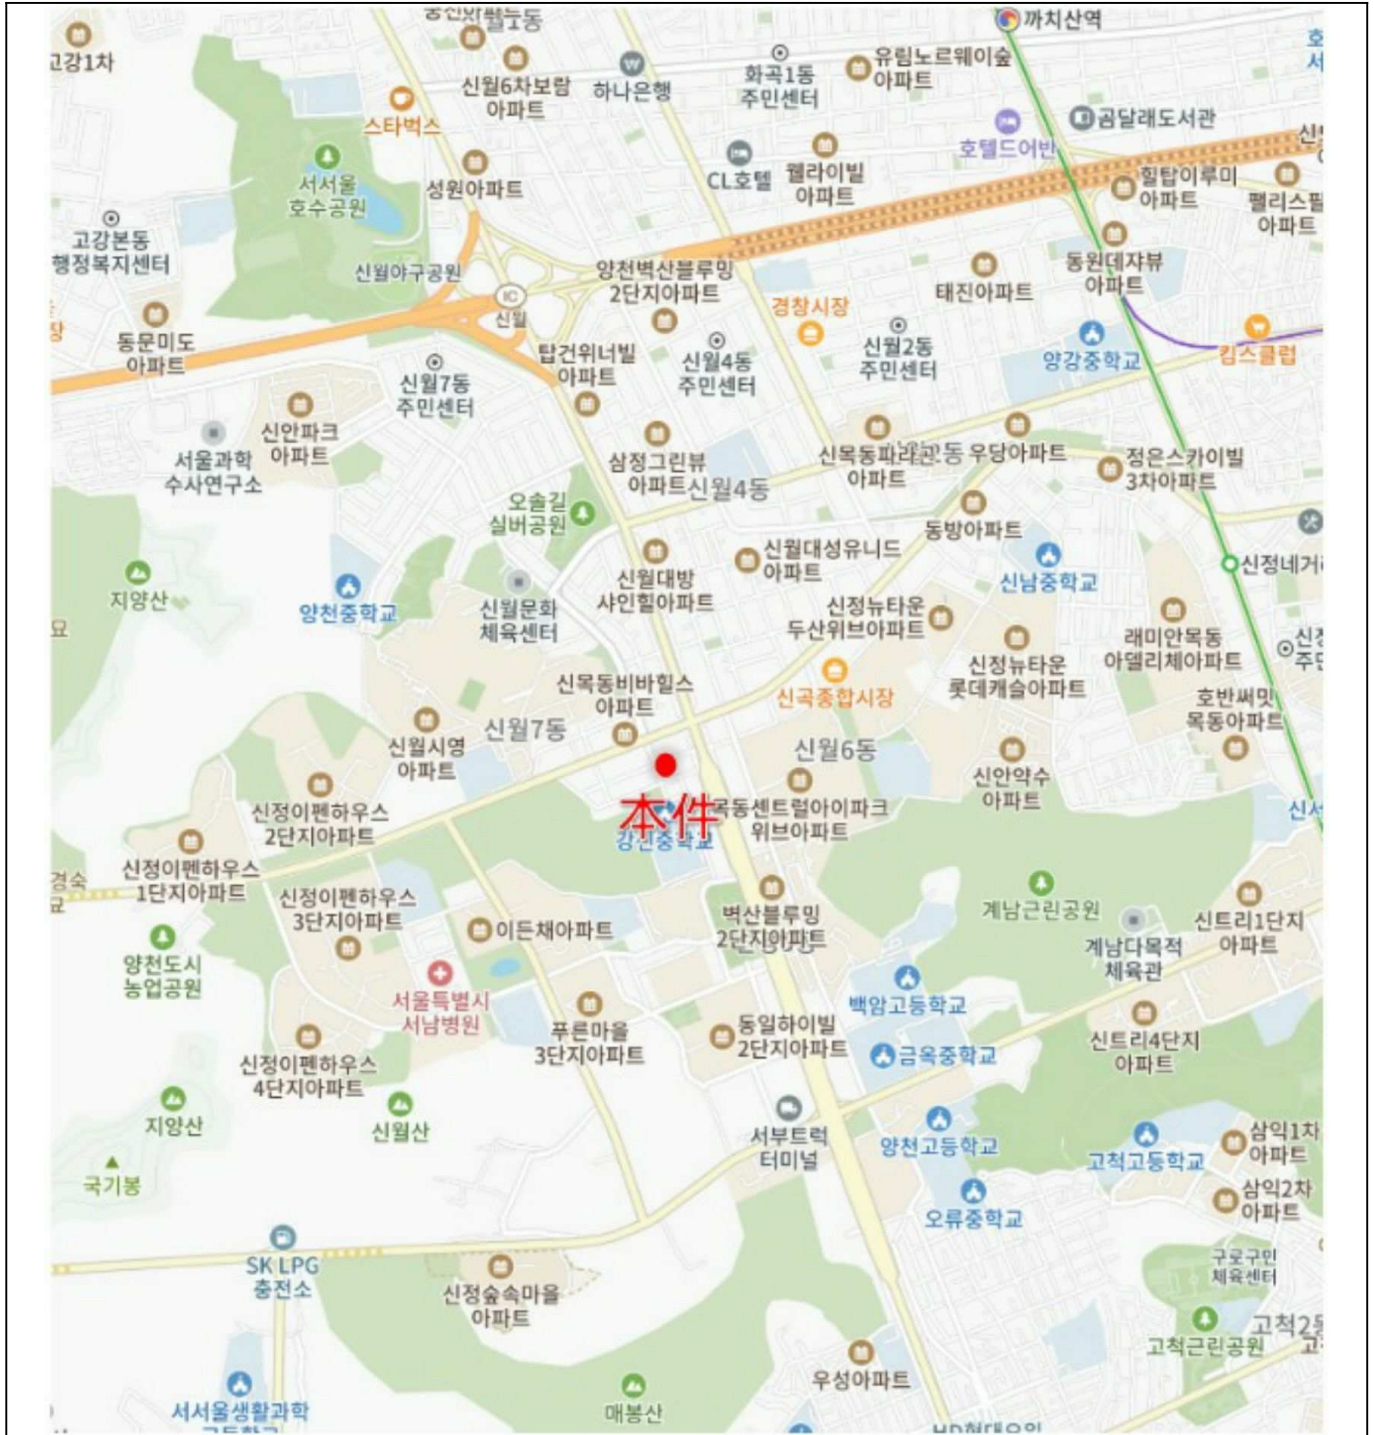 까치산역
고강1차
신월6차보람
아파트
하나은행
화곡1동
주민센터
유림노르웨이숲
아파트
스타벅스
곰달래도서관
호텔드어반
서서울
호수공원
성원아파트
CL호텔
웰라이빌
아파트
힐탑이루미
아파트
팰리스필
아파트
고강본동
행정복지센터
신월야구공원
양천벽산블루밍
2단지아파트
동원데자뷰
아파트
태진아파트
IC
신월
경창시장
동문미도
아파트
탑건위너빌
아파트
신월4동
주민센터
신월2동
주민센터
양강중학교
킴스클럽
신월7동
주민센터
신안파크
아파트
서울과학
수사연구소
삼정그린뷰
아파트
신월4동
신목동파라곤
아파트
우당아파트
정은스카이빌
3차아파트
오솔길
실버공원
동방아파트
신월대성유니드
아파트
신월대방
샤인힐아파트
신남중학교
신정네거리
지양산
양천중학교
신월문화
체육센터
신정뉴타운
두산위브아파트
신정뉴타운
롯데캐슬아파트
래미안목동
아델리체아파트
신목동비바힐스
아파트
신곡종합시장
호반써밋
목동아파트
신월7동
신월시영
아파트
신월6동
신안약수
아파트
本件
강신중학교
목동센트럴아이파크
위브아파트
신정이펜하우스
2단지아파트
신정이펜하우스
1단지아파트
신정이펜하우스
3단지아파트
이든채아파트
벽산블루밍
2단지아파트
계남근린공원
계남다목적
체육관
신트리1단지
아파트
양천도시
농업공원
서울특별시
서남병원
백암고등학교
푸른마을
3단지아파트
동일하이빌
2단지아파트
금옥중학교
신트리4단지
아파트
신정이펜하우스
4단지아파트
지양산
신월산
서부트럭
터미널
양천고등학교
고척고등학교
삼익1차
아파트
국기봉
삼익2차
아파트
오류중학교
SK LPG
충전소
구로구민
체육센터
신정숲속마을
아파트
고척근린공원
고척2동
우성아파트
매봉산
서서울생활과학
고등학교
HD현대오일